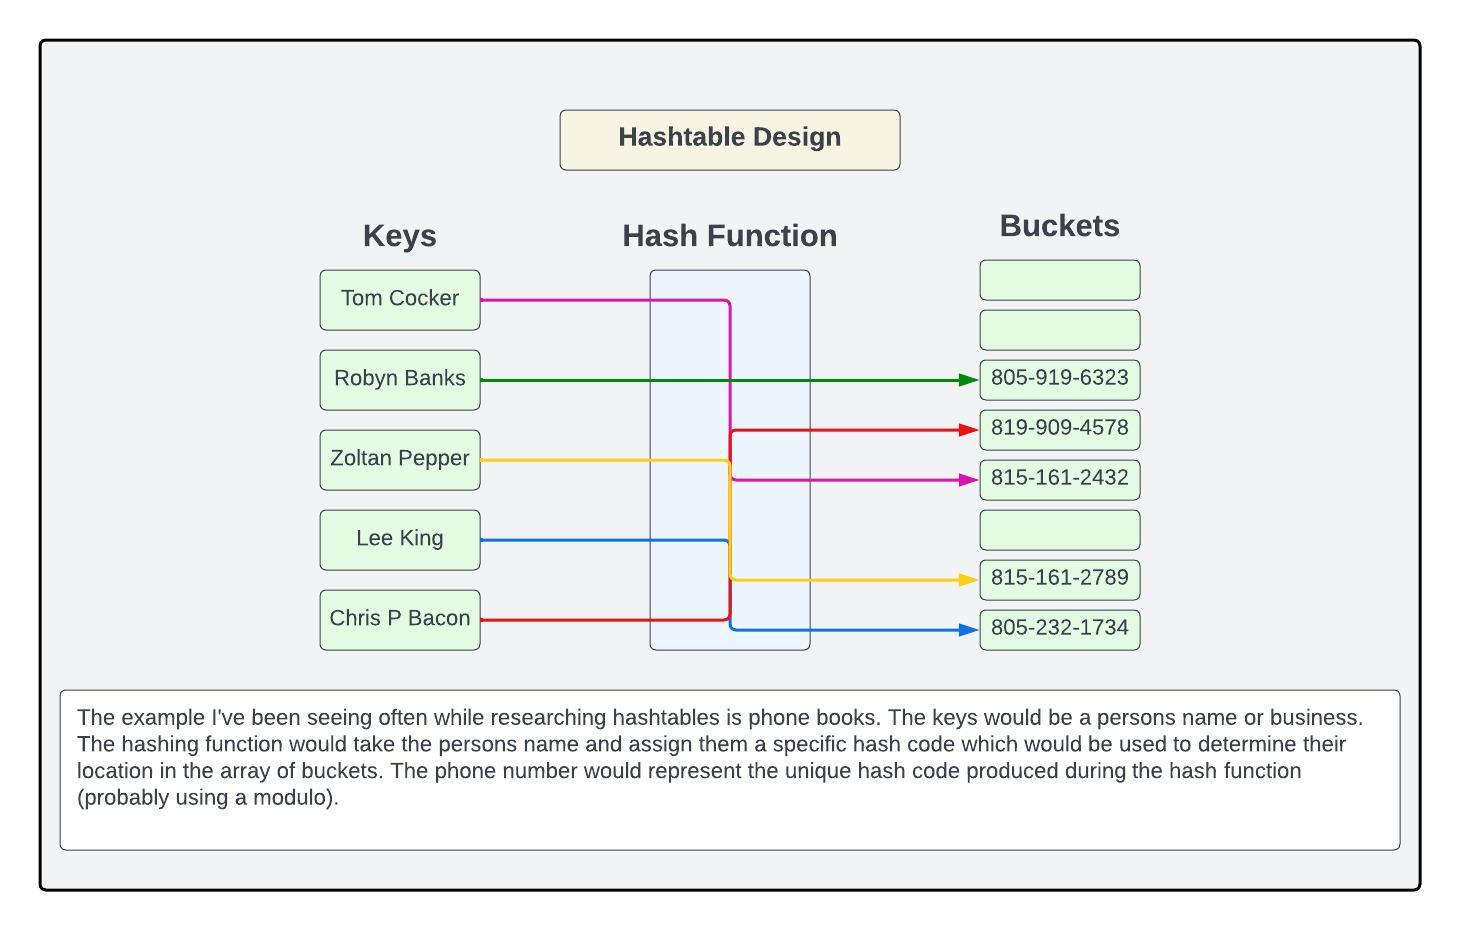 Hashtable Design
Keys
Hash Function
Buckets
Tom Cocker
Robyn Banks
Zoltan Pepper
Lee King
Chris P Bacon
805-919-6323
819-909-4578
815-161-2432
815-161-2789
805-232-1734
The example I've been seeing often while researching hashtables is phone books. The keys would be a persons name or business.
The hashing function would take the persons name and assign them a specific hash code which would be used to determine their
location in the array of buckets. The phone number would represent the unique hash code produced during the hash function
(probably using a modulo).